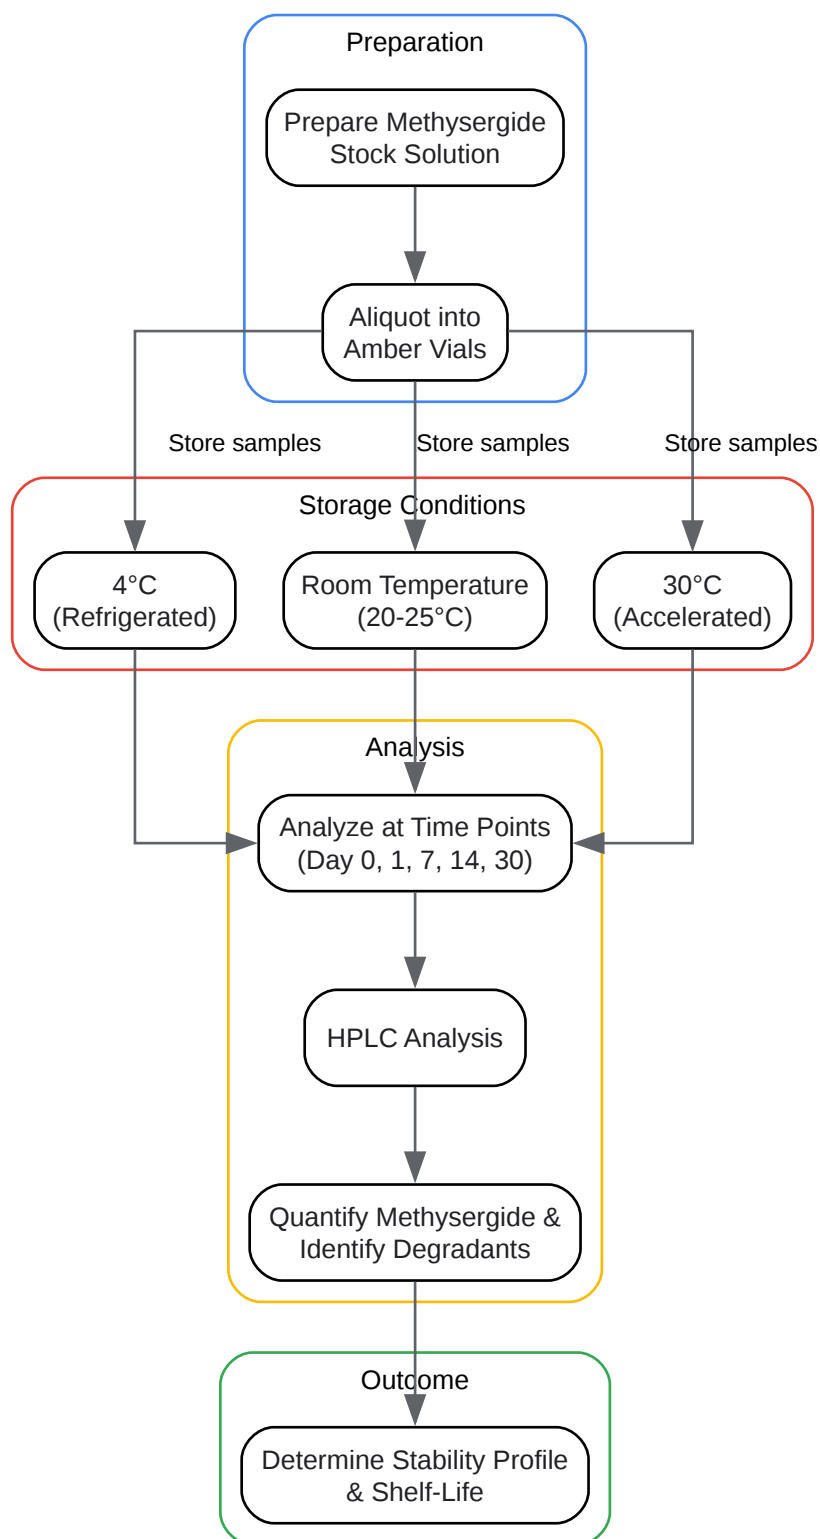 Preparation
Prepare Methysergide
Stock Solution
Aliquot into
Amber Vials
Store samples
Store samples
Store samples
Storage Conditions
4°C
(Refrigerated)
Room Temperature
(20-25°C)
30°C
(Accelerated)
Analysis
Analyze at Time Points
(Day 0, 1, 7, 14, 30)
HPLC Analysis
Quantify Methysergide &
Identify Degradants
Outcome
Determine Stability Profile
& Shelf-Life